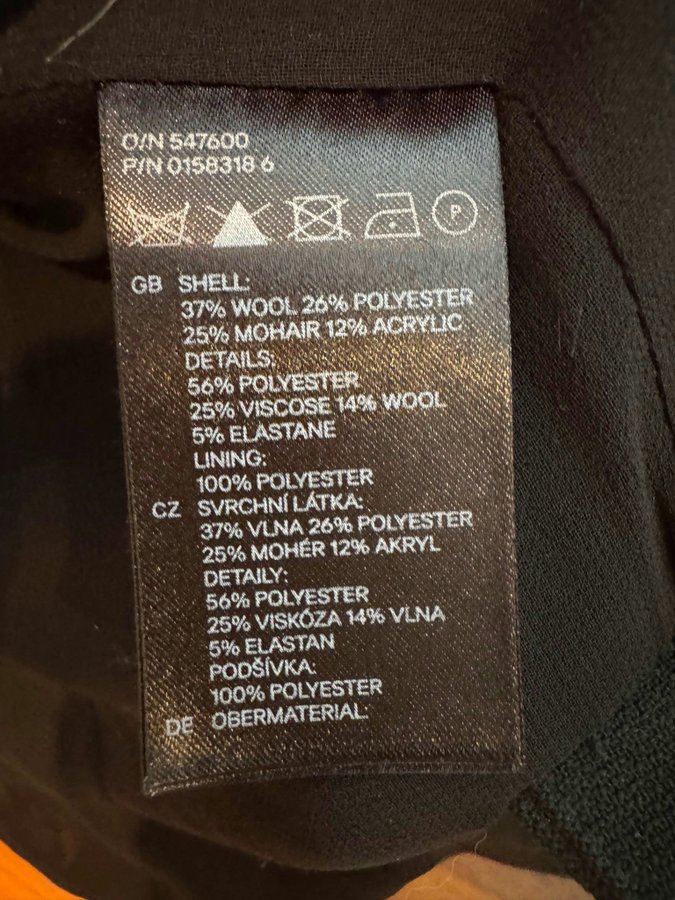 O/N 547600
P/N 0158318 6
P
GB SHELL:
37% WOOL 26% POLYESTER
25% MOHAIR 12% ACRYLIC
DETAILS:
56% POLYESTER
25% VISCOSE 14% WOOL
5% ELASTANE
LINING:
100% POLYESTER
CZ SVRCHNÍ LÁTKA:
37% VLNA 26% POLYESTER
25% MOHÉR 12% AKRYL
DETAILY:
56% POLYESTER
25% VISKÓZA 14% VLNA
5% ELASTAN
PODŠÍVKA:
100% POLYESTER
DE OBERMATERIAL: